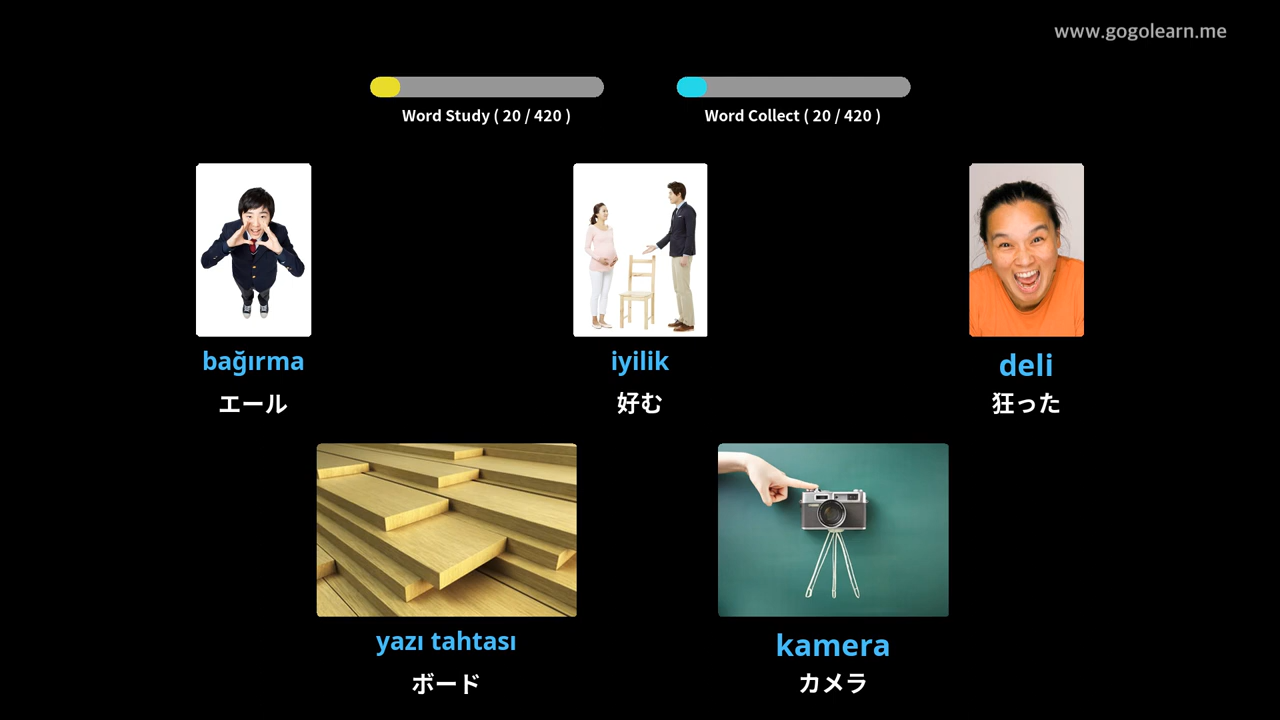 www.gogolearn.me
Word Study ( 20 / 420 )
Word Collect ( 20 / 420 )
bağırma
エール
iyilik
好む
deli
狂った
yazı tahtası
ボード
kamera
カメラ